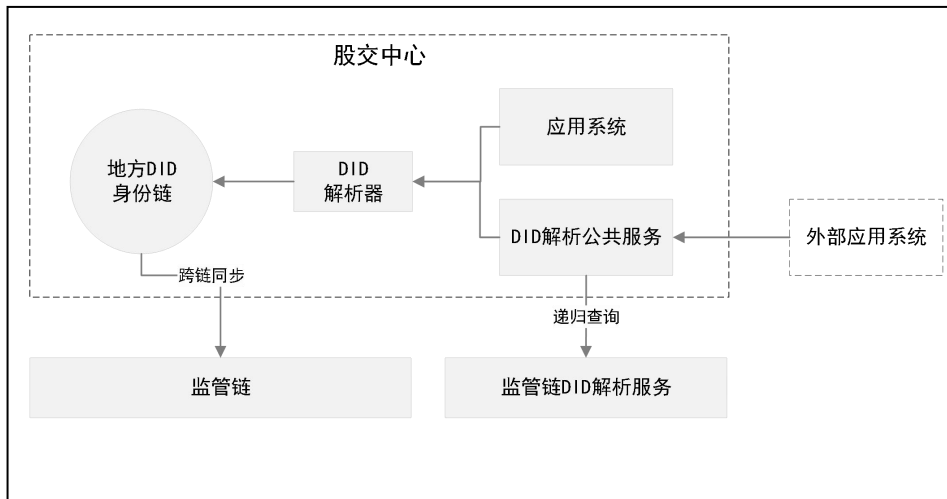 股交中心
应用系统
地方DID
身份链
DID
解析器
DID解析公共服务
外部应用系统
跨链同步
递归查询
监管链
监管链DID解析服务